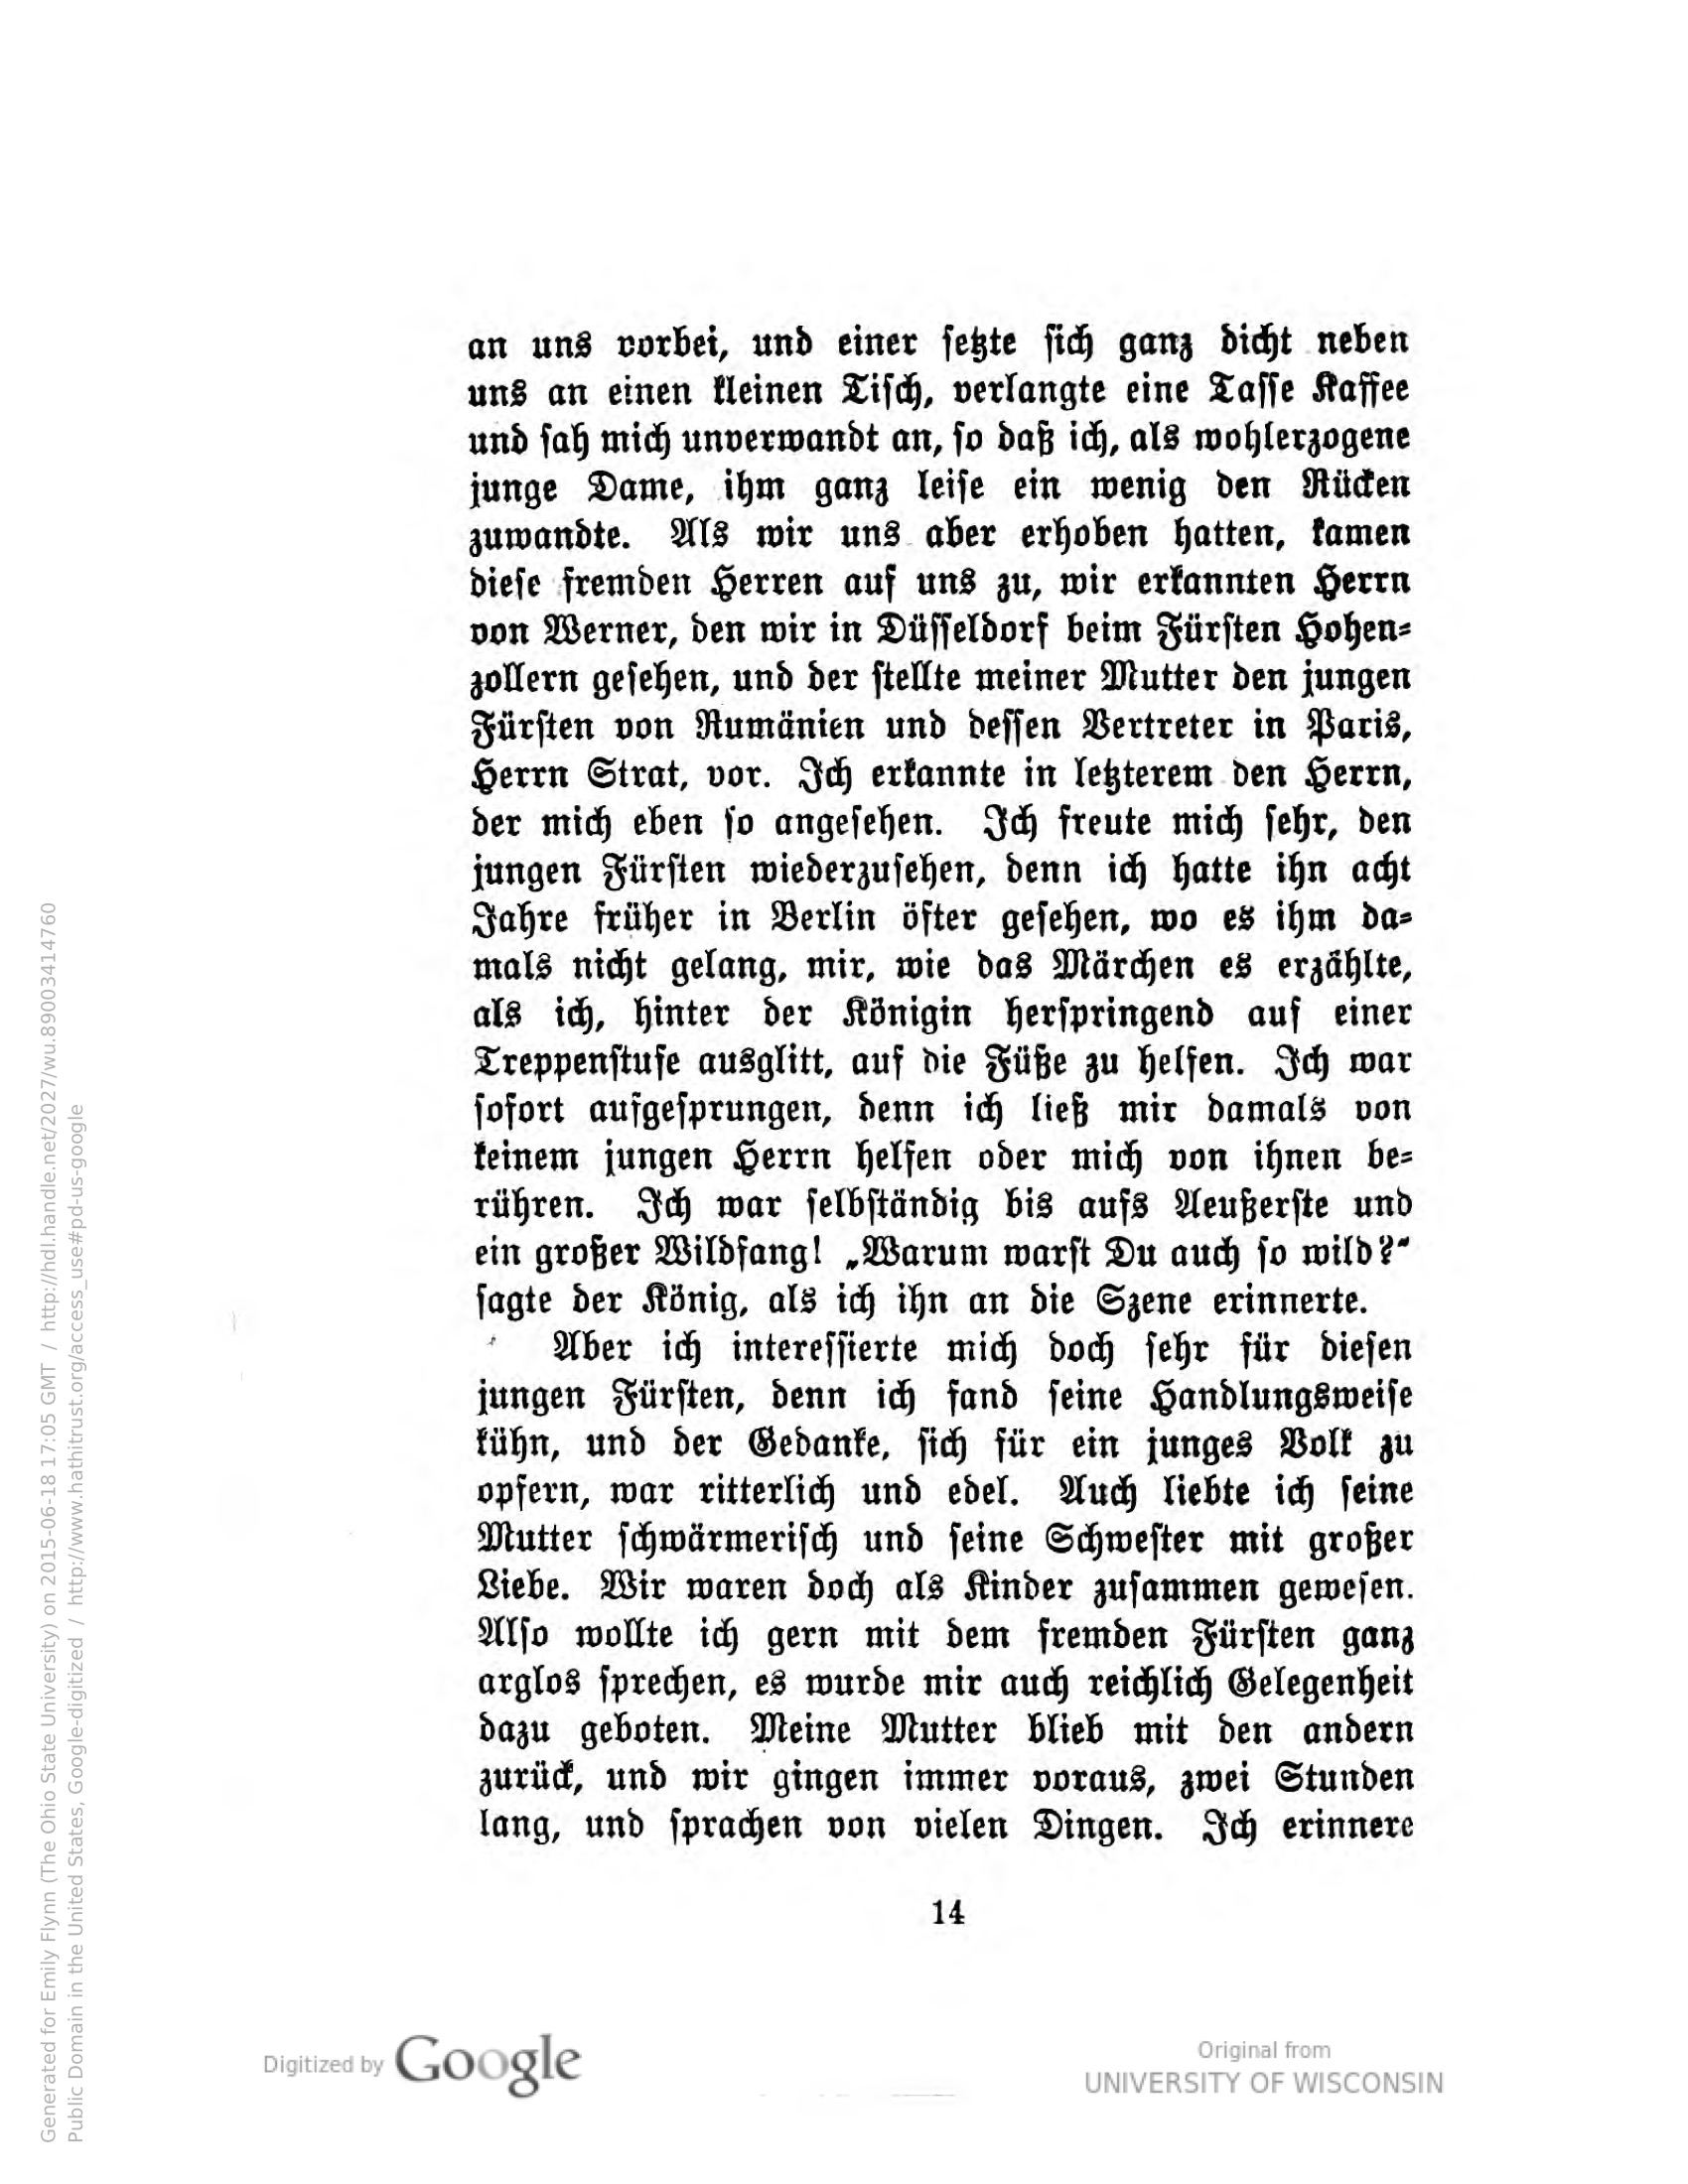 an uns vorbei, und einer setzte sich ganz dicht neben
uns an einen kleinen Tisch, verlangte eine Tasse Kaffee
und sah mich unverwandt an, so daß ich, als wohlerzogene
junge Dame, ihm ganz leise ein wenig den Rücken
zuwandte. Als wir uns aber erhoben hatten, kamen
diese fremden Herren auf uns zu, wir erkannten Herrn
von Werner, den wir in Düsseldorf beim Fürsten Hohen=
zollern gesehen, und der stellte meiner Mutter den jungen
Fürsten von Rumänien und dessen Vertreter in Paris,
Herrn Strat, vor. Ich erkannte in letzterem den Herrn,
der mich eben so angesehen. Ich freute mich sehr, den
jungen Fürsten wiederzusehen, denn ich hatte ihn acht
Jahre früher in Berlin öfter gesehen, wo es ihm da=
mals nicht gelang, mir, wie das Märchen es erzählte,
als ich, hinter der Königin herspringend auf einer
Treppenstufe ausglitt, auf die Füße zu helfen. Ich war
sofort aufgesprungen, denn ich ließ mir damals von
keinem jungen Herrn helfen oder mich von ihnen be=
rühren. Ich war selbständig bis aufs Aeußerste und
ein großer Wildfang! „Warum warst Du auch so wild?“
sagte der König, als ich ihn an die Szene erinnerte.
Aber ich interessierte mich doch sehr für diesen
jungen Fürsten, denn ich fand seine Handlungsweise
kühn, und der Gedanke, sich für ein junges Volk zu
opfern, war ritterlich und edel. Auch liebte ich seine
Mutter schwärmerisch und seine Schwester mit großer
Liebe. Wir waren doch als Kinder zusammen gewesen.
Also wollte ich gern mit dem fremden Fürsten ganz
arglos sprechen, es wurde mir auch reichlich Gelegenheit
dazu geboten. Meine Mutter blieb mit den andern
zurück, und wir gingen immer voraus, zwei Stunden
lang, und sprachen von vielen Dingen. Ich erinnere
14
Generated for Emily Flynn (The Ohio State University) on 2015-06-18 17:05 GMT / http://hdl.handle.net/2027/wu.89003414760
Public Domain in the United States, Google-digitized / http://www.hathitrust.org/access_use#pd-us-google
Digitized by Google
Original from
UNIVERSITY OF WISCONSIN